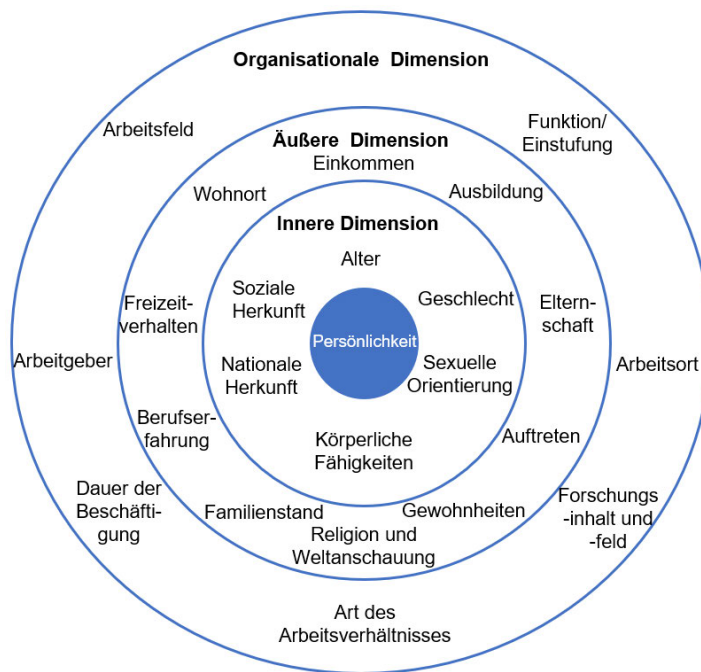 Organisationale Dimension
Arbeitsfeld
Funktion/
Einstufung
Äußere Dimension
Einkommen
Wohnort
Ausbildung
Innere Dimension
Alter
Soziale
Herkunft
Geschlecht
Freizeit-
verhalten
Eltern-
schaft
Persönlichkeit
Arbeitgeber
Nationale
Herkunft
Sexuelle
Orientierung
Arbeitsort
Berufser-
fahrung
Körperliche
Fähigkeiten
Auftreten
Dauer der
Beschäfti-
gung
Familienstand
Gewohnheiten
Religion und
Weltanschauung
Forschungs
-inhalt und
-feld
Art des
Arbeitsverhältnisses